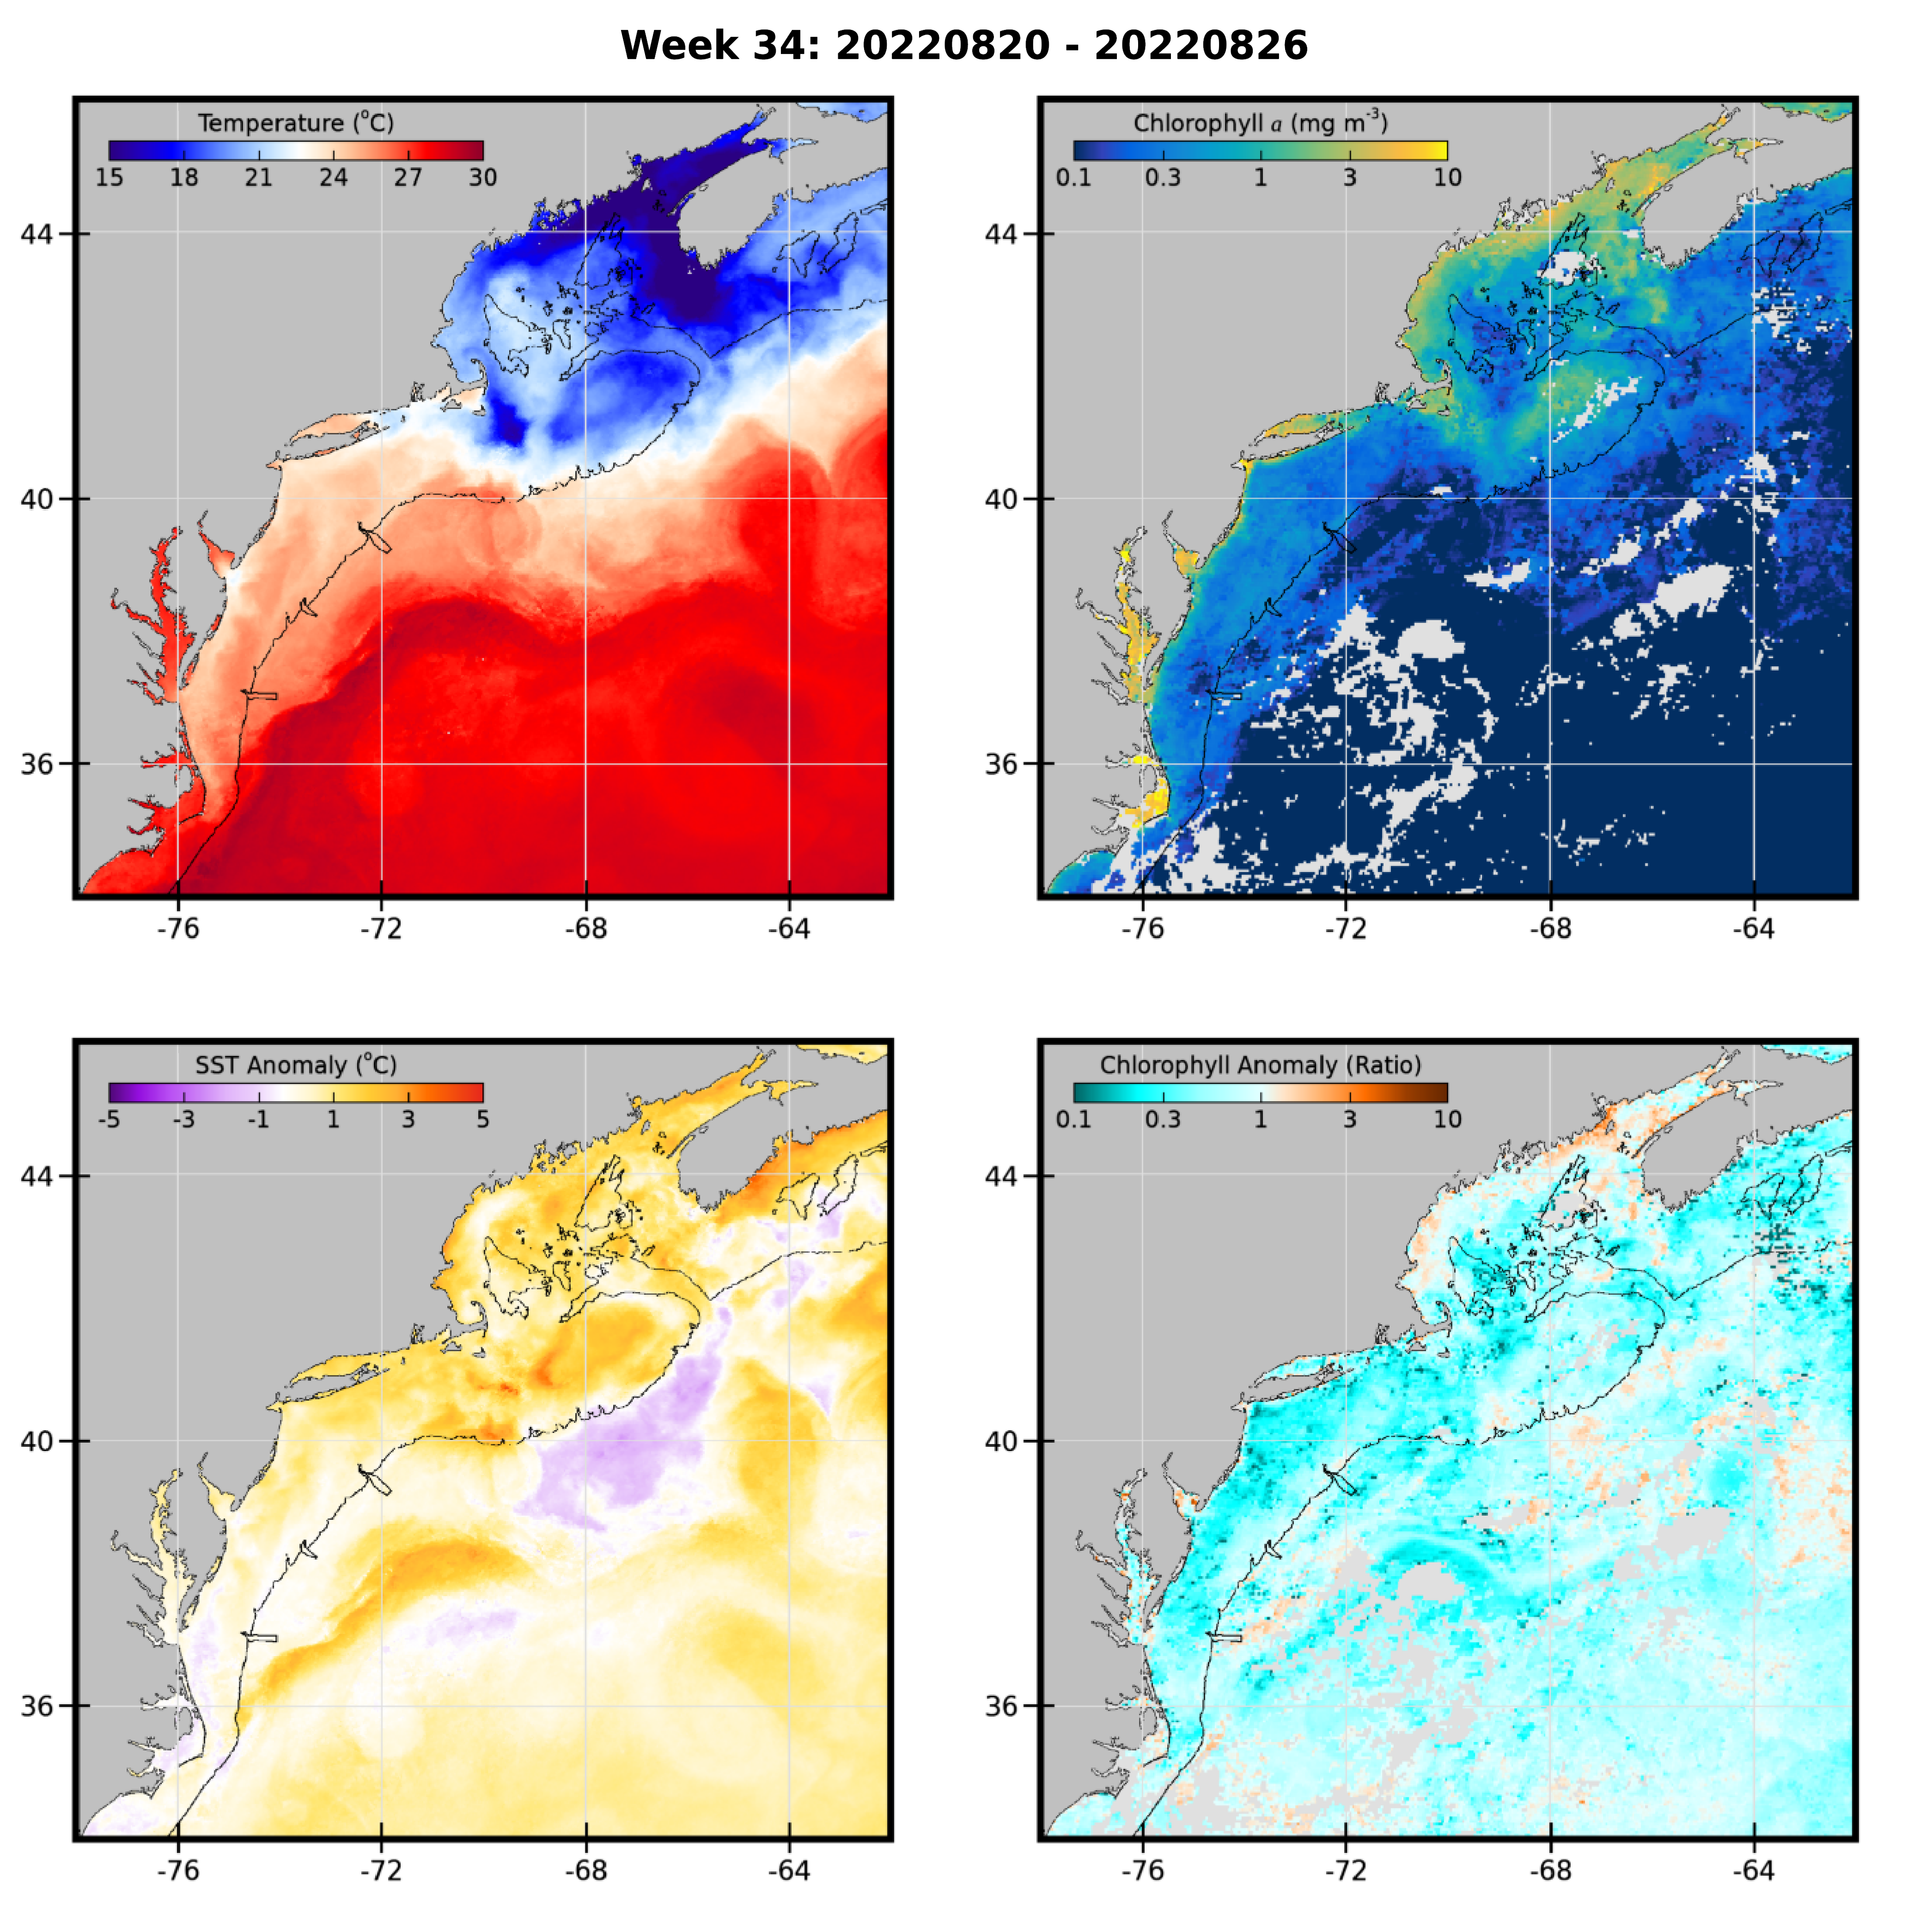 Week 34: 20220820 - 20220826
Temperature (°C)
15 18 21 24 27 30
44
40
36
-76 -72 -68 -64
Chlorophyll a (mg m⁻³)
0.1 0.3 1 3 10
44
40
36
-76 -72 -68 -64
SST Anomaly (°C)
-5 -3 -1 1 3 5
44
40
36
-76 -72 -68 -64
Chlorophyll Anomaly (Ratio)
0.1 0.3 1 3 10
44
40
36
-76 -72 -68 -64